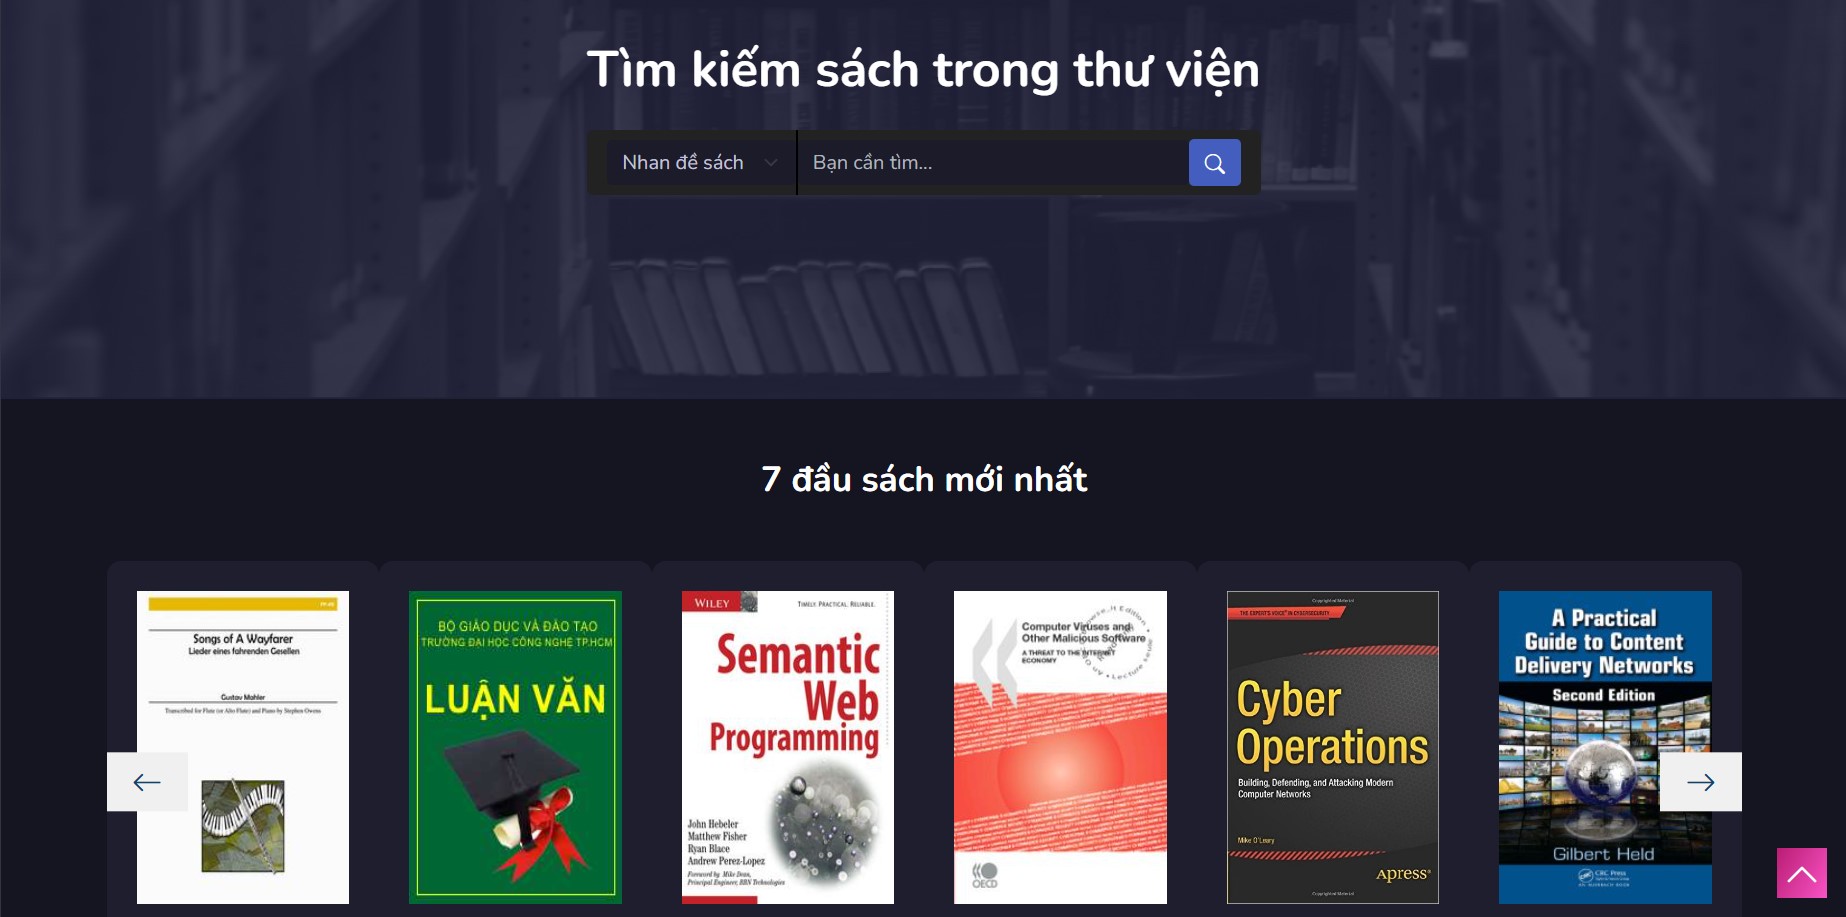 Tìm kiếm sách trong thư viện
Nhan đề sách
Bạn cần tìm...
7 đầu sách mới nhất
Songs of A Wayfarer
Lieder eines fahrenden Gesellen
Gustav Mahler
Transcribed for Flute (or Alto Flute) and Piano by Stephen Owens
BỘ GIÁO DỤC VÀ ĐÀO TẠO
TRƯỜNG ĐẠI HỌC CÔNG NGHỆ TP.HCM
LUẬN VĂN
WILEY
TIMELY. PRACTICAL. RELIABLE.
Semantic
Web
Programming
John Hebeler
Matthew Fisher
Ryan Blace
Andrew Perez-Lopez
Foreword by Mike Dean,
Principal Engineer, BBN Technologies
Computer Viruses and
Other Malicious Software
A THREAT TO THE INTERNET
ECONOMY
OECD
THE EXPERT'S VOICE® IN CYBERSECURITY
Cyber
Operations
Building, Defending, and Attacking Modern
Computer Networks
Mike O'Leary
Apress®
A Practical
Guide to Content
Delivery Networks
Second Edition
Gilbert Held
CRC Press